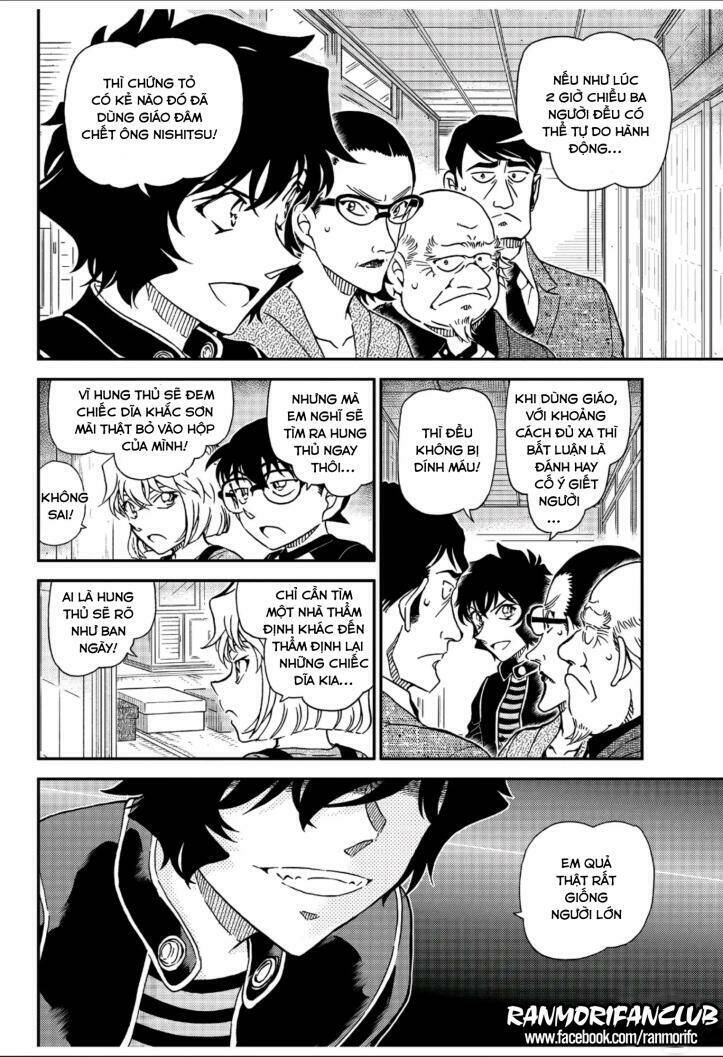 NẾU NHƯ LÚC
2 GIỜ CHIỀU BA
NGƯỜI ĐỀU CÓ
THỂ TỰ DO HÀNH
ĐỘNG...
THÌ CHỨNG TỎ
CÓ KẺ NÀO ĐÓ ĐÃ
DÙNG GIÁO ĐÂM
CHẾT ÔNG NISHITSU!
KHI DÙNG GIÁO,
VỚI KHOẢNG
CÁCH ĐỦ XA THÌ
BẤT LUẬN LÀ
ĐÁNH HAY
CỐ Ý GIẾT
NGƯỜI
...
THÌ ĐỀU
KHÔNG BỊ
DÍNH MÁU!
NHƯNG MÀ
EM NGHĨ SẼ
TÌM RA HUNG
THỦ NGAY
THÔI...
VÌ HUNG THỦ SẼ ĐEM
CHIẾC DĨA KHẮC SƠN
MÀI THẬT BỎ VÀO HỘP
CỦA MÌNH!
KHÔNG
SAI!
CHỈ CẦN TÌM
MỘT NHÀ THẨM
ĐỊNH KHÁC ĐẾN
THẨM ĐỊNH LẠI
NHỮNG CHIẾC
DĨA KIA...
AI LÀ HUNG
THỦ SẼ RÕ
NHƯ BAN
NGÀY!
EM QUẢ
THẬT RẤT
GIỐNG
NGƯỜI LỚN
RANMORIFANCLUB
www.facebook.com/ranmorifc